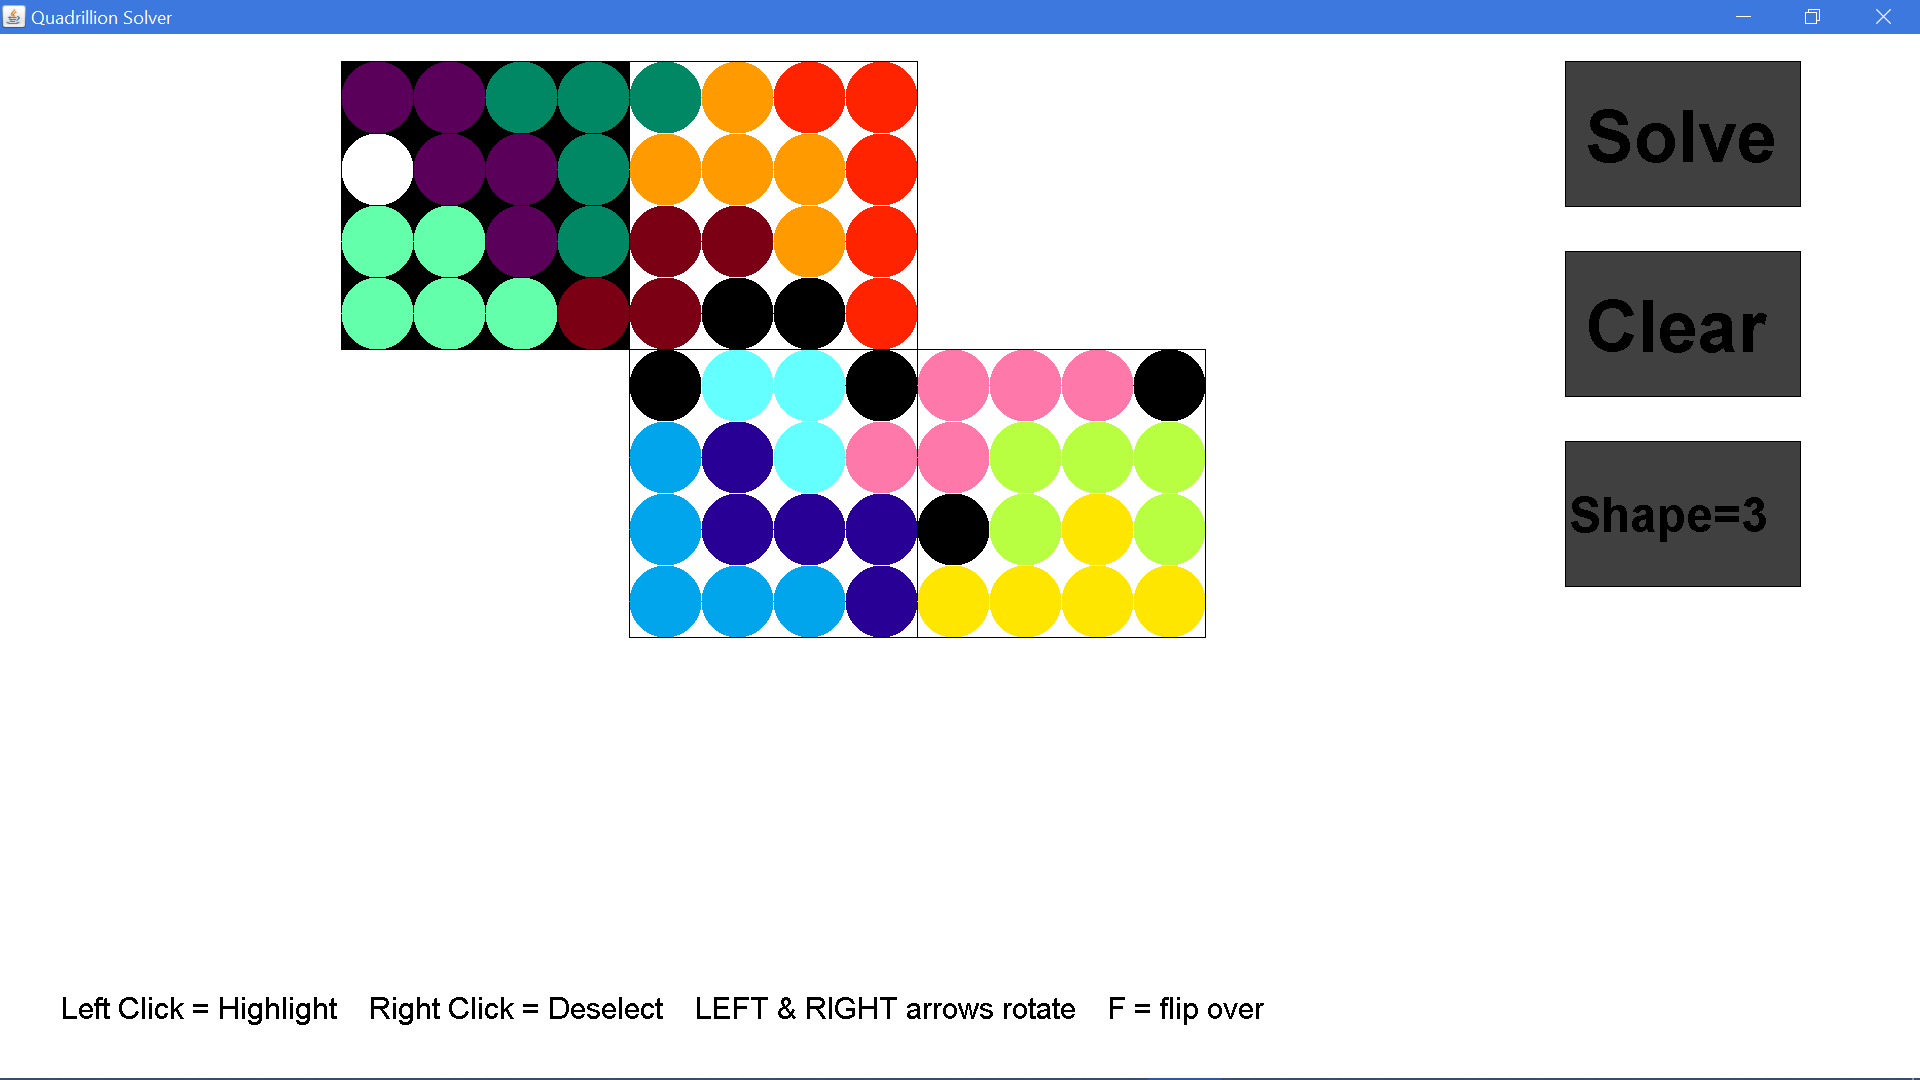 Quadrillion Solver
Solve
Clear
Shape=3
Left Click = Highlight    Right Click = Deselect    LEFT & RIGHT arrows rotate    F = flip over